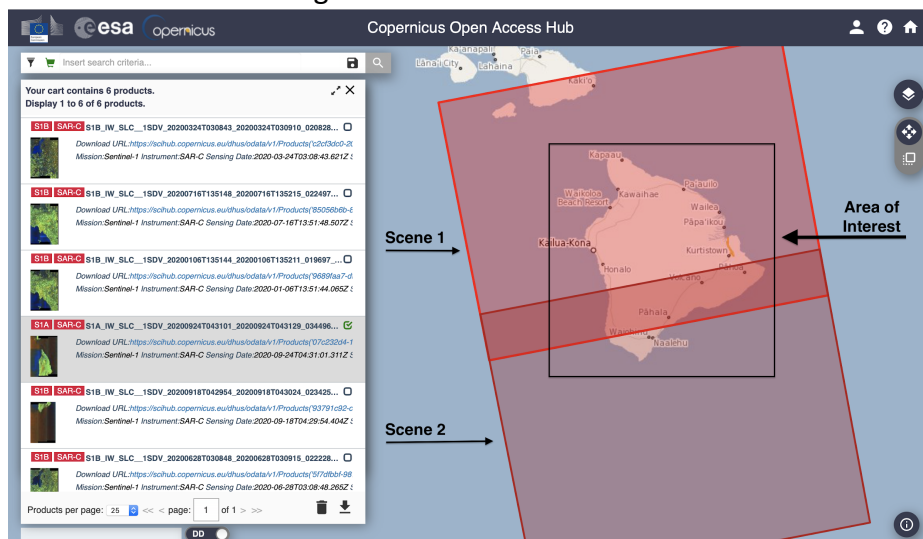 esa opernicus
Copernicus Open Access Hub
Insert search criteria...
Your cart contains 6 products.
Display 1 to 6 of 6 products.
S1B SAR-C S1B_IW_SLC__1SDV_20200324T030843_20200324T030910_020828...
Download URL:https://scihub.copernicus.eu/dhus/odata/v1/Products('c2cf3dc0-20
Mission:Sentinel-1 Instrument:SAR-C Sensing Date:2020-03-24T03:08:43.621Z S
S1B SAR-C S1B_IW_SLC__1SDV_20200716T135148_20200716T135215_022497...
Download URL:https://scihub.copernicus.eu/dhus/odata/v1/Products('85056b6b-8
Mission:Sentinel-1 Instrument:SAR-C Sensing Date:2020-07-16T13:51:48.507Z S
S1B SAR-C S1B_IW_SLC__1SDV_20200106T135144_20200106T135211_019697_...
Download URL:https://scihub.copernicus.eu/dhus/odata/v1/Products('9689faa7-d
Mission:Sentinel-1 Instrument:SAR-C Sensing Date:2020-01-06T13:51:44.065Z S
S1A SAR-C S1A_IW_SLC__1SDV_20200924T043101_20200924T043129_034496...
Download URL:https://scihub.copernicus.eu/dhus/odata/v1/Products('07c232d4-1
Mission:Sentinel-1 Instrument:SAR-C Sensing Date:2020-09-24T04:31:01.311Z S
S1B SAR-C S1B_IW_SLC__1SDV_20200918T042954_20200918T043024_023425...
Download URL:https://scihub.copernicus.eu/dhus/odata/v1/Products('93791c92-c
Mission:Sentinel-1 Instrument:SAR-C Sensing Date:2020-09-18T04:29:54.404Z S
S1B SAR-C S1B_IW_SLC__1SDV_20200628T030848_20200628T030915_022228...
Download URL:https://scihub.copernicus.eu/dhus/odata/v1/Products('5f7dfbbf-98
Mission:Sentinel-1 Instrument:SAR-C Sensing Date:2020-06-28T03:08:48.265Z S
Products per page: 25 << < page: 1 of 1 > >>
DD
Kā'anapali
Pā'ia
Lāna'i City
Lahaina
Kaki'o
Kapaau
Waikoloa
Beach Resort
Kawaihae
Pa'auilo
Wailea
Pāpa'ikou
Kailua-Kona
Kurtistown
Honalo
Volcano
Pāhoa
Pāhala
Waiohinu
Naalehu
Scene 1
Scene 2
Area of
Interest